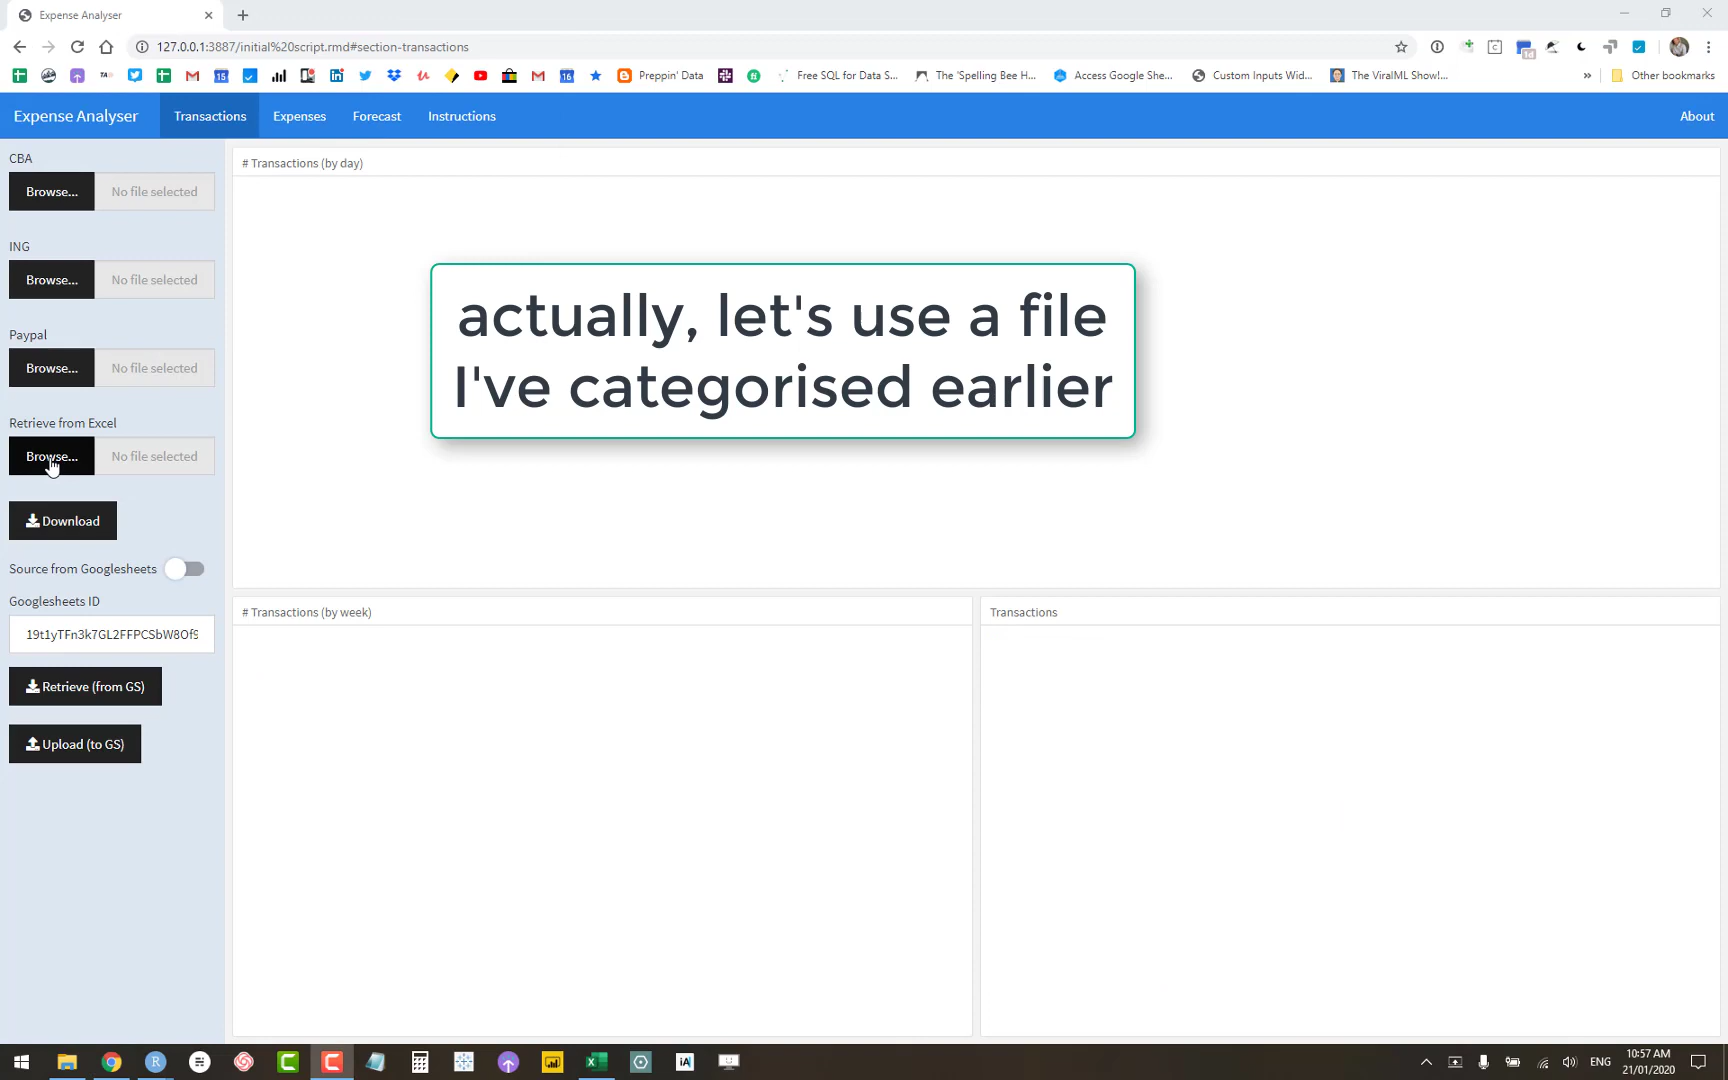 Expense Analyser
127.0.0.1:3887/initial%20script.rmd#section-transactions
Preppin' Data
Free SQL for Data S...
The 'Spelling Bee H...
Access Google She...
Custom Inputs Wid...
The ViralML Show!...
»
Other bookmarks
Expense Analyser
Transactions
Expenses
Forecast
Instructions
About
CBA
Browse...
No file selected
ING
Browse...
No file selected
Paypal
Browse...
No file selected
Retrieve from Excel
Browse...
No file selected
Download
Source from Googlesheets
Googlesheets ID
19t1yTFn3k7GL2FFPCSbW8Of9
Retrieve (from GS)
Upload (to GS)
# Transactions (by day)
actually, let's use a file
I've categorised earlier
# Transactions (by week)
Transactions
ENG
10:57 AM
21/01/2020